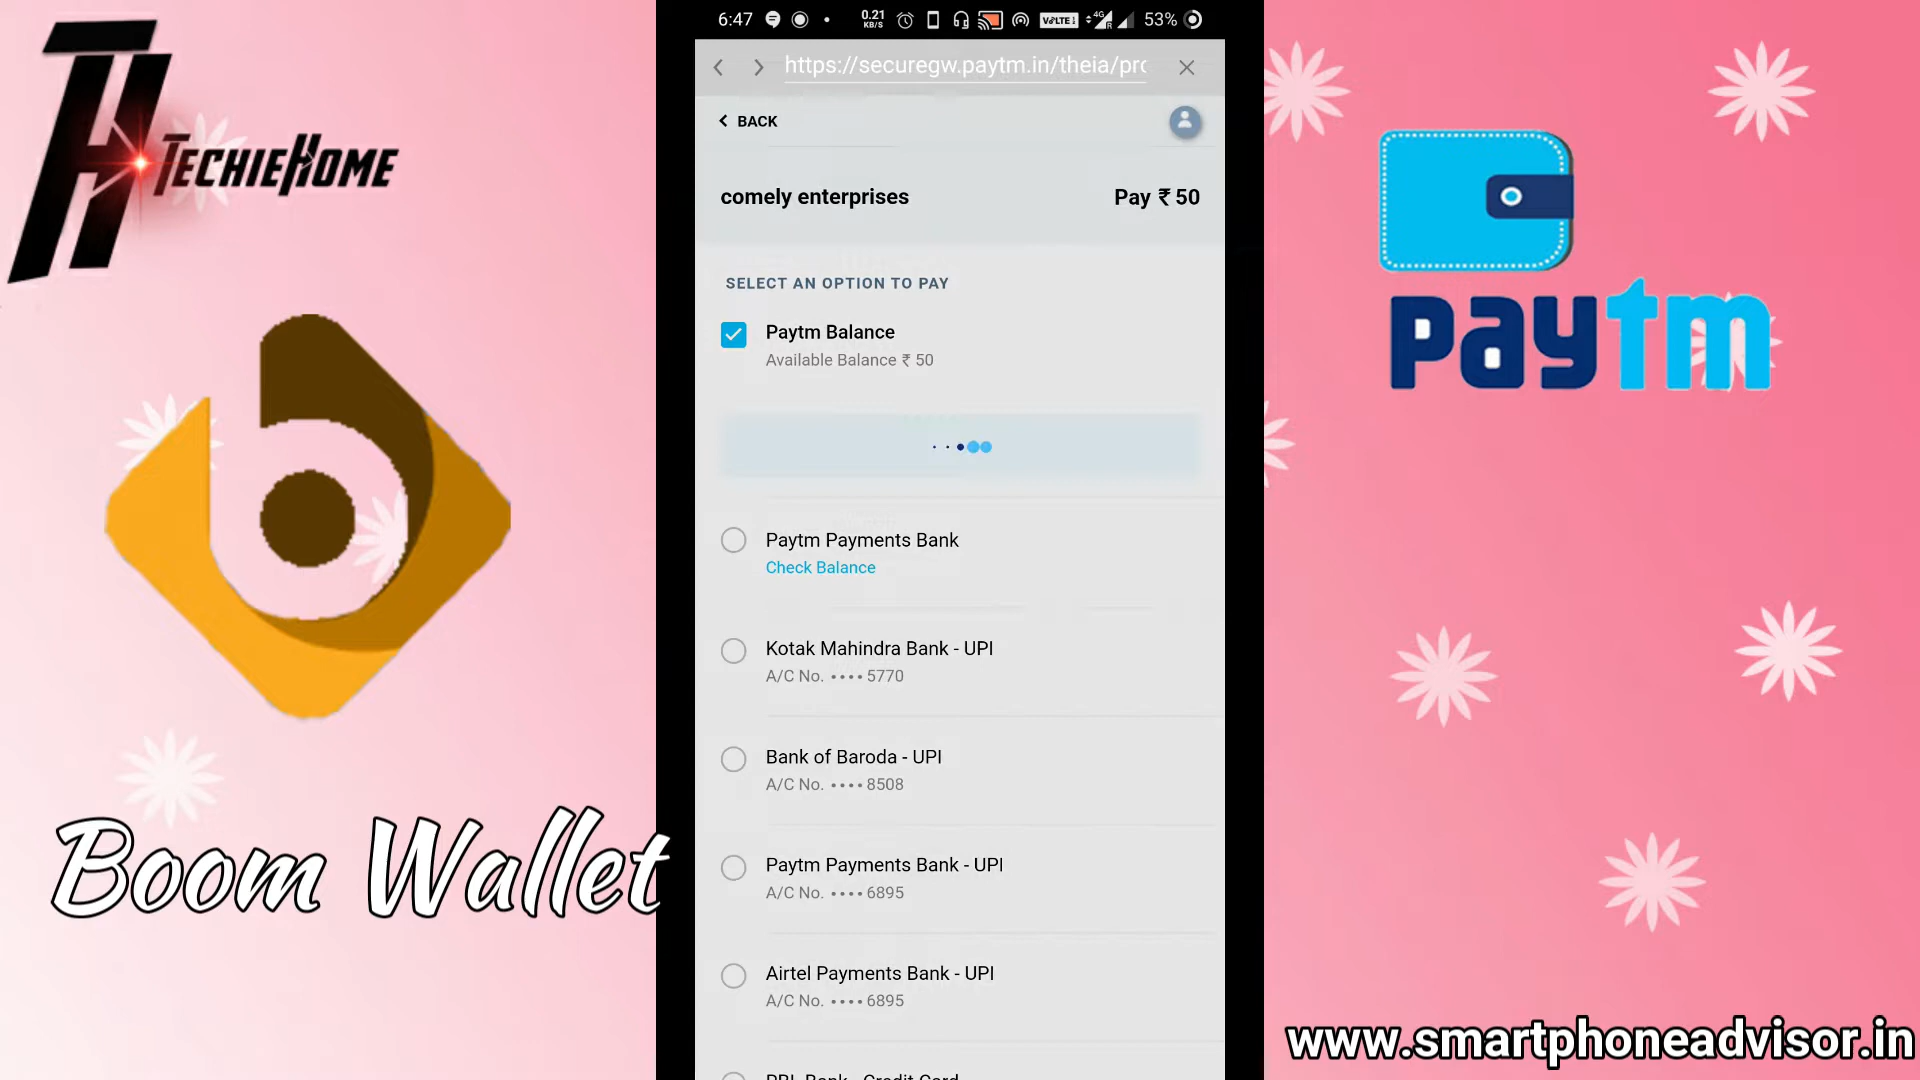 TECHIEHOME
Boom Wallet
6:47
0.21
KB/S
VoLTE
4G
R
53%
https://securegw.paytm.in/theia/prc
BACK
comely enterprises
Pay ₹ 50
SELECT AN OPTION TO PAY
Paytm Balance
Available Balance ₹ 50
Paytm Payments Bank
Check Balance
Kotak Mahindra Bank - UPI
A/C No. •••• 5770
Bank of Baroda - UPI
A/C No. •••• 8508
Paytm Payments Bank - UPI
A/C No. •••• 6895
Airtel Payments Bank - UPI
A/C No. •••• 6895
paytm
www.smartphoneadvisor.in